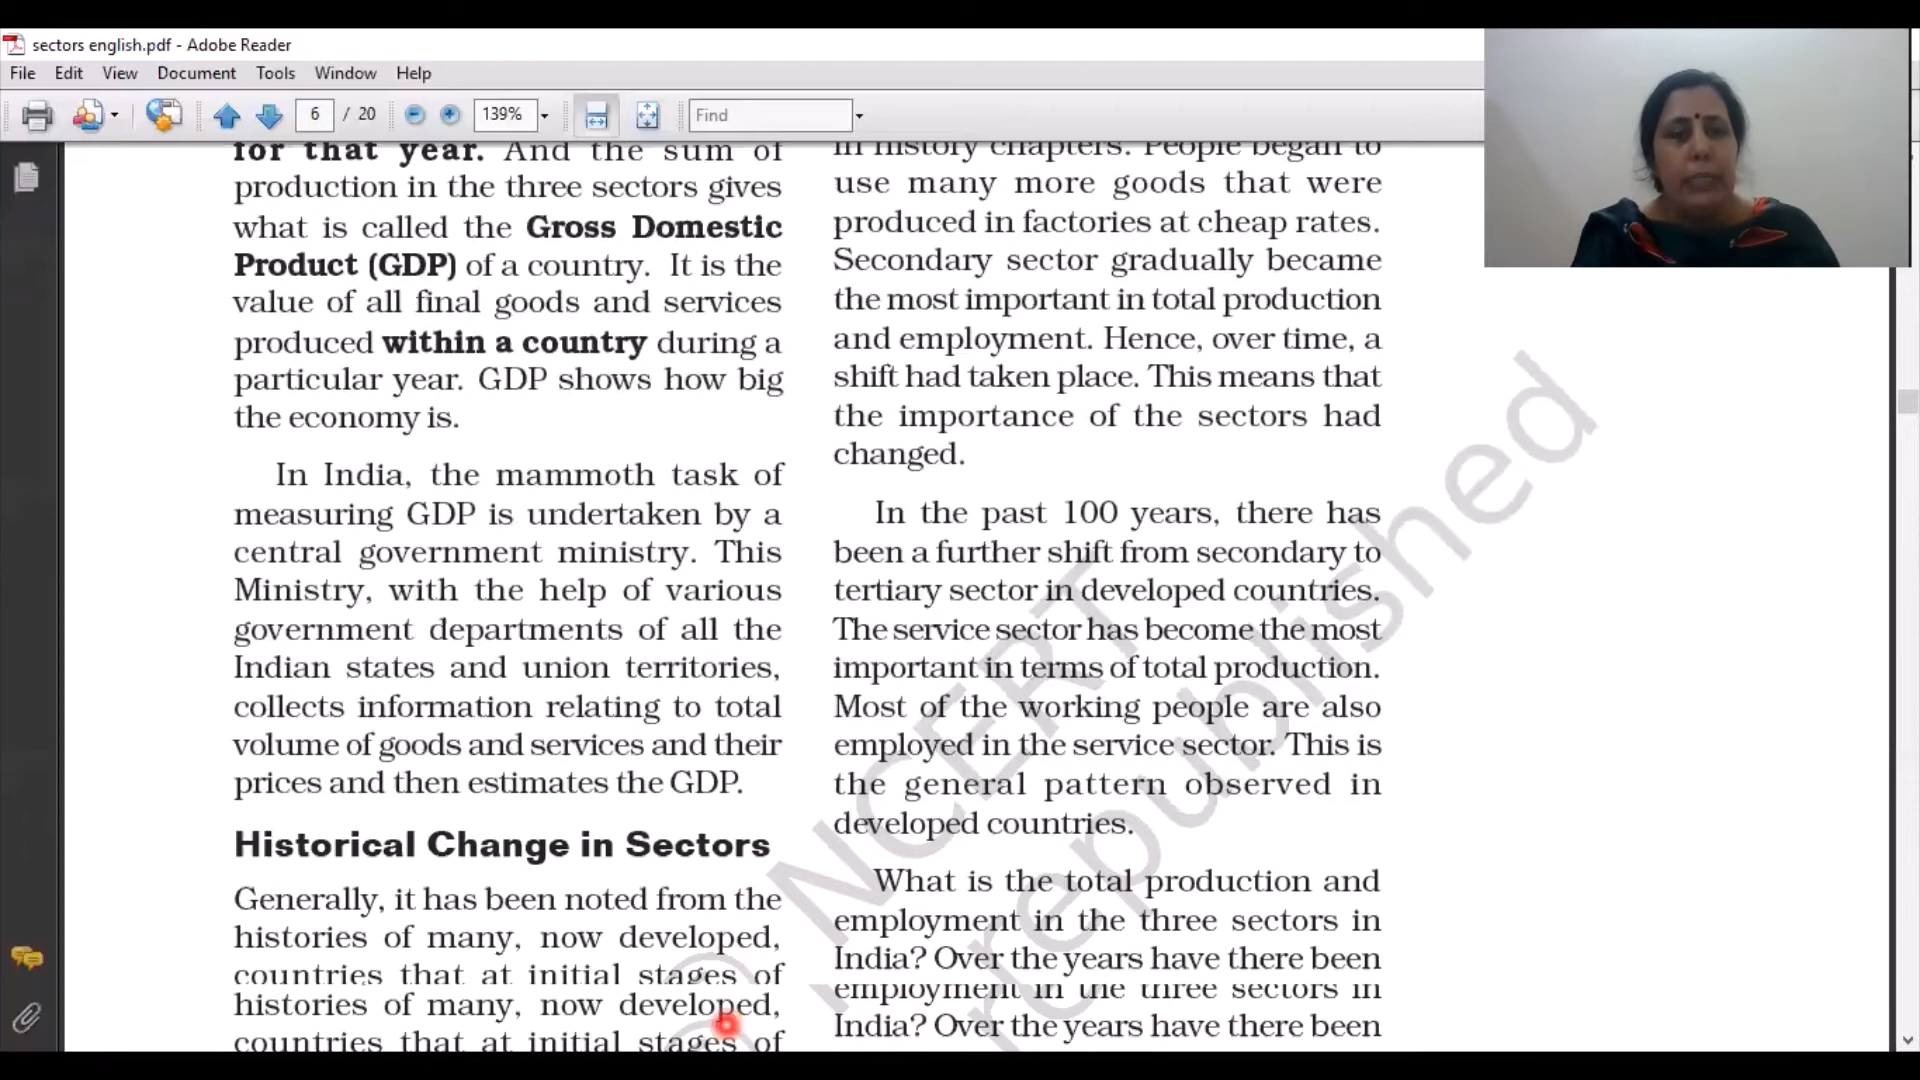 sectors english.pdf - Adobe Reader
File Edit View Document Tools Window Help
6 / 20 139% Find
for that year. And the sum of
production in the three sectors gives
what is called the Gross Domestic
Product (GDP) of a country. It is the
value of all final goods and services
produced within a country during a
particular year. GDP shows how big
the economy is.
In India, the mammoth task of
measuring GDP is undertaken by a
central government ministry. This
Ministry, with the help of various
government departments of all the
Indian states and union territories,
collects information relating to total
volume of goods and services and their
prices and then estimates the GDP.
Historical Change in Sectors
Generally, it has been noted from the
histories of many, now developed,
countries that at initial stages of
histories of many, now developed,
countries that at initial stages of
in history chapters. People began to
use many more goods that were
produced in factories at cheap rates.
Secondary sector gradually became
the most important in total production
and employment. Hence, over time, a
shift had taken place. This means that
the importance of the sectors had
changed.
In the past 100 years, there has
been a further shift from secondary to
tertiary sector in developed countries.
The service sector has become the most
important in terms of total production.
Most of the working people are also
employed in the service sector. This is
the general pattern observed in
developed countries.
What is the total production and
employment in the three sectors in
India? Over the years have there been
employment in the three sectors in
India? Over the years have there been
© NCERT
republished